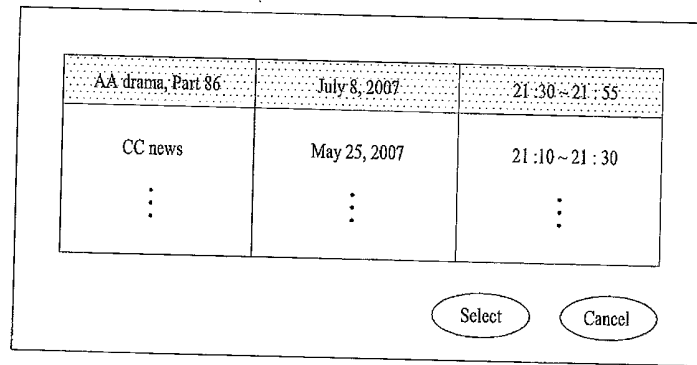 AA drama, Part 86 July 8, 2007 21 :30 ~ 21 : 55
CC news May 25, 2007 21 :10 ~ 21 : 30
Select Cancel